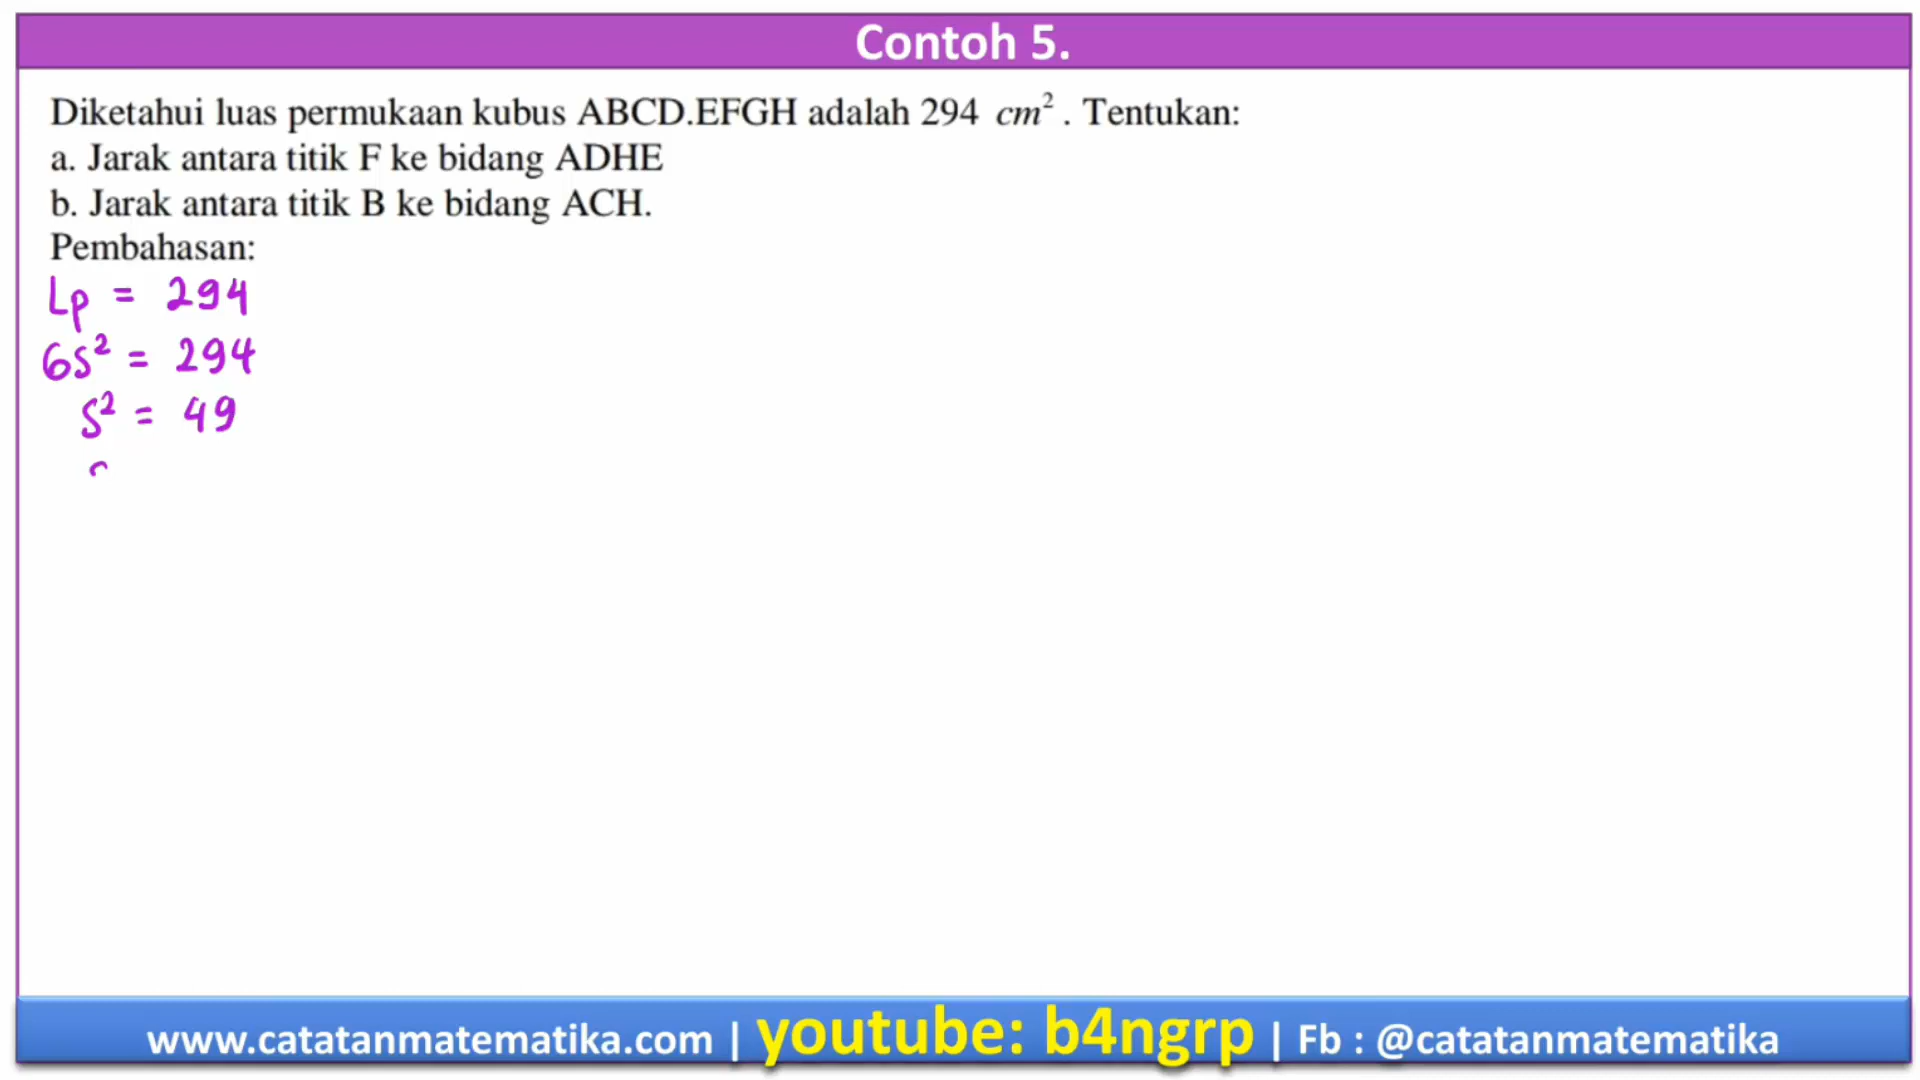 Contoh 5.
Diketahui luas permukaan kubus ABCD.EFGH adalah 294 cm². Tentukan:
a. Jarak antara titik F ke bidang ADHE
b. Jarak antara titik B ke bidang ACH.
Pembahasan:
Lp = 294
6s² = 294
s² = 49
www.catatanmatematika.com | youtube: b4ngrp | Fb : @catatanmatematika